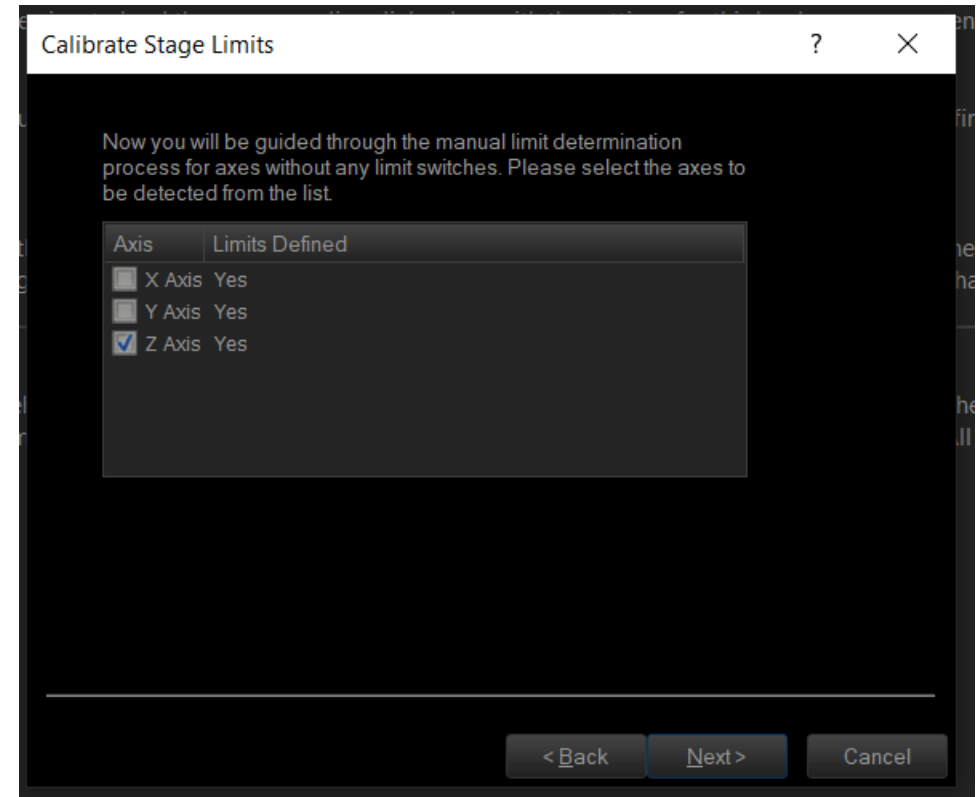 Calibrate Stage Limits ?
Now you will be guided through the manual limit determination
process for axes without any limit switches. Please select the axes to
be detected from the list.
Axis Limits Defined
X Axis Yes
Y Axis Yes
Z Axis Yes
< Back Next > Cancel